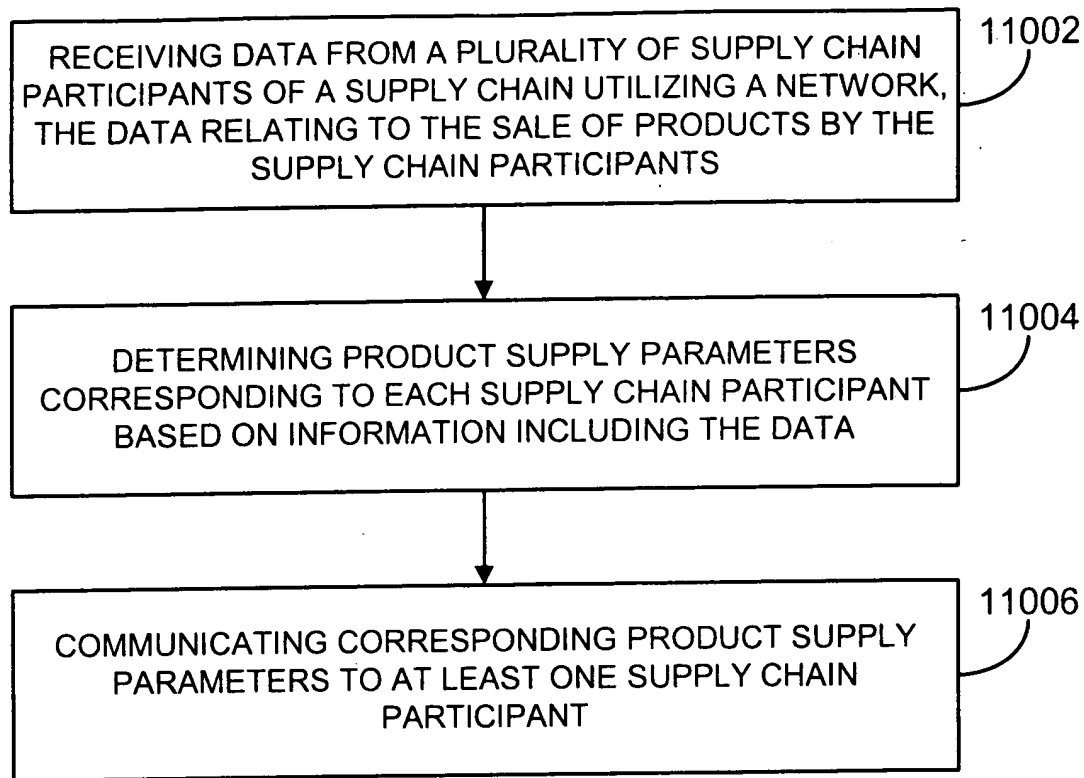 RECEIVING DATA FROM A PLURALITY OF SUPPLY CHAIN
PARTICIPANTS OF A SUPPLY CHAIN UTILIZING A NETWORK,
THE DATA RELATING TO THE SALE OF PRODUCTS BY THE
SUPPLY CHAIN PARTICIPANTS
11002
DETERMINING PRODUCT SUPPLY PARAMETERS
CORRESPONDING TO EACH SUPPLY CHAIN PARTICIPANT
BASED ON INFORMATION INCLUDING THE DATA
11004
COMMUNICATING CORRESPONDING PRODUCT SUPPLY
PARAMETERS TO AT LEAST ONE SUPPLY CHAIN
PARTICIPANT
11006